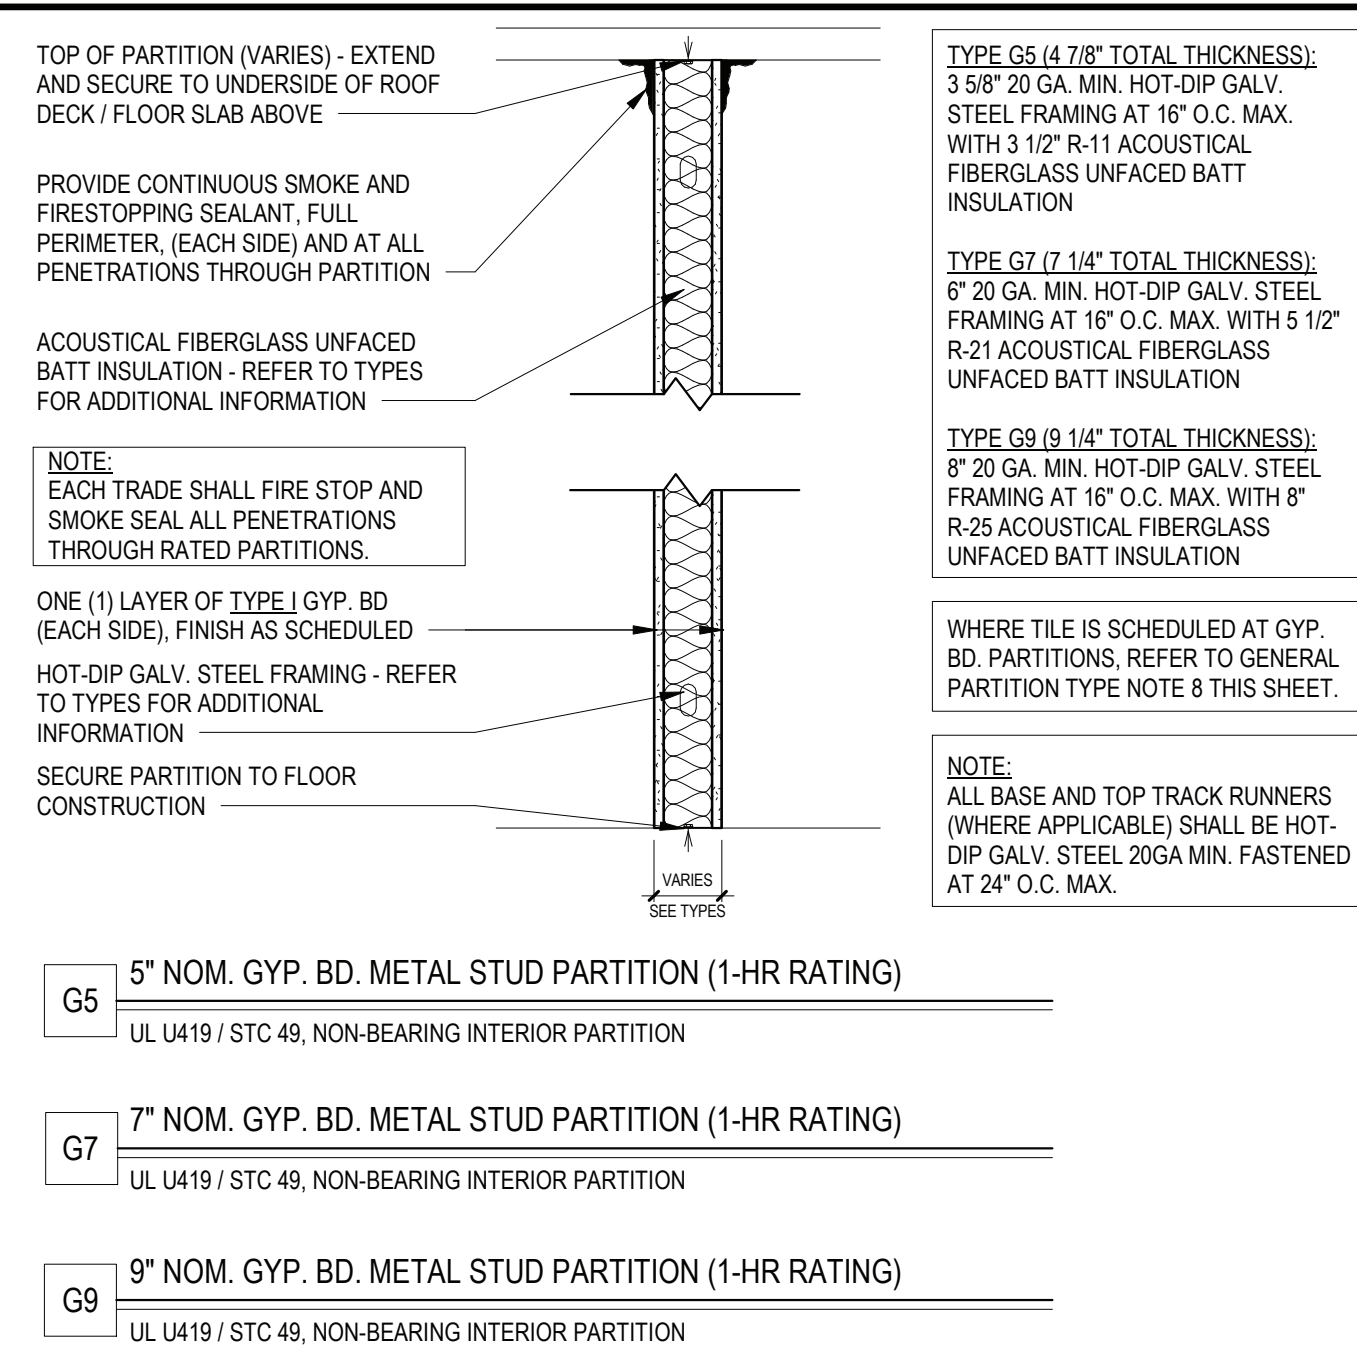 TOP OF PARTITION (VARIES) - EXTEND
AND SECURE TO UNDERSIDE OF ROOF
DECK / FLOOR SLAB ABOVE
PROVIDE CONTINUOUS SMOKE AND
FIRESTOPPING SEALANT, FULL
PERIMETER, (EACH SIDE) AND AT ALL
PENETRATIONS THROUGH PARTITION
ACOUSTICAL FIBERGLASS UNFACED
BATT INSULATION - REFER TO TYPES
FOR ADDITIONAL INFORMATION
NOTE:
EACH TRADE SHALL FIRE STOP AND
SMOKE SEAL ALL PENETRATIONS
THROUGH RATED PARTITIONS.
ONE (1) LAYER OF TYPE I GYP. BD
(EACH SIDE), FINISH AS SCHEDULED
HOT-DIP GALV. STEEL FRAMING - REFER
TO TYPES FOR ADDITIONAL
INFORMATION
SECURE PARTITION TO FLOOR
CONSTRUCTION
VARIES
SEE TYPES
TYPE G5 (4 7/8" TOTAL THICKNESS):
3 5/8" 20 GA. MIN. HOT-DIP GALV.
STEEL FRAMING AT 16" O.C. MAX.
WITH 3 1/2" R-11 ACOUSTICAL
FIBERGLASS UNFACED BATT
INSULATION
TYPE G7 (7 1/4" TOTAL THICKNESS):
6" 20 GA. MIN. HOT-DIP GALV. STEEL
FRAMING AT 16" O.C. MAX. WITH 5 1/2"
R-21 ACOUSTICAL FIBERGLASS
UNFACED BATT INSULATION
TYPE G9 (9 1/4" TOTAL THICKNESS):
8" 20 GA. MIN. HOT-DIP GALV. STEEL
FRAMING AT 16" O.C. MAX. WITH 8"
R-25 ACOUSTICAL FIBERGLASS
UNFACED BATT INSULATION
WHERE TILE IS SCHEDULED AT GYP.
BD. PARTITIONS, REFER TO GENERAL
PARTITION TYPE NOTE 8 THIS SHEET.
NOTE:
ALL BASE AND TOP TRACK RUNNERS
(WHERE APPLICABLE) SHALL BE HOT-
DIP GALV. STEEL 20GA MIN. FASTENED
AT 24" O.C. MAX.
G5
5" NOM. GYP. BD. METAL STUD PARTITION (1-HR RATING)
UL U419 / STC 49, NON-BEARING INTERIOR PARTITION
G7
7" NOM. GYP. BD. METAL STUD PARTITION (1-HR RATING)
UL U419 / STC 49, NON-BEARING INTERIOR PARTITION
G9
9" NOM. GYP. BD. METAL STUD PARTITION (1-HR RATING)
UL U419 / STC 49, NON-BEARING INTERIOR PARTITION